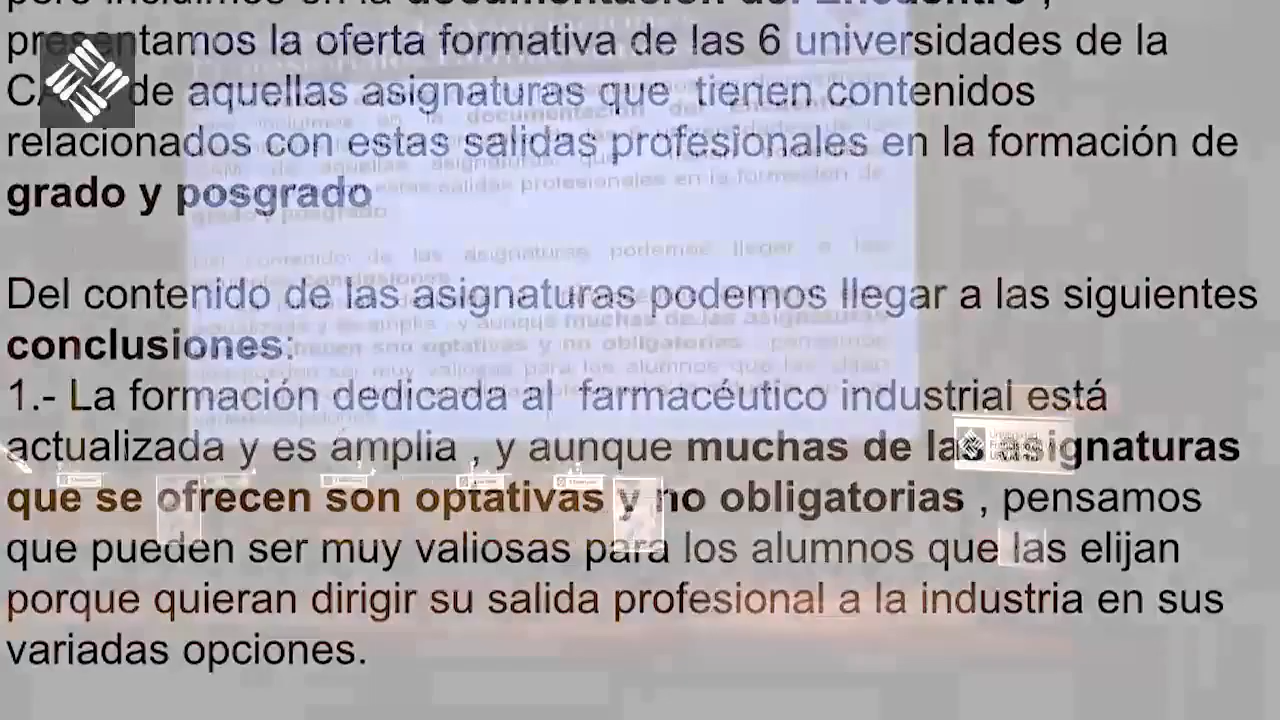 documentación del Encuentro ,
presentamos la oferta formativa de las 6 universidades de la
de aquellas asignaturas que tienen contenidos
relacionados con estas salidas profesionales en la formación de
grado y posgrado
Del contenido de las asignaturas podemos llegar a las siguientes
conclusiones:
1.- La formación dedicada al farmacéutico industrial está
actualizada y es amplia , y aunque muchas de las asignaturas
que se ofrecen son optativas y no obligatorias , pensamos
que pueden ser muy valiosas para los alumnos que las elijan
porque quieran dirigir su salida profesional a la industria en sus
variadas opciones.